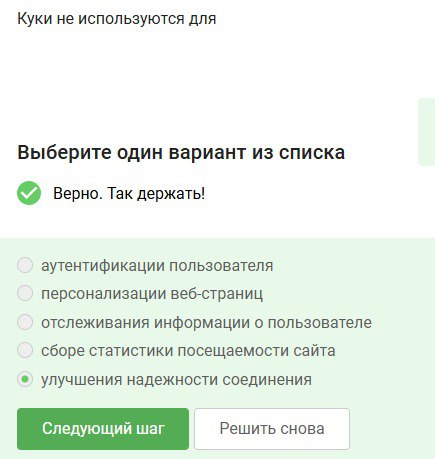 Куки не используются для
Выберите один вариант из списка
Верно. Так держать!
аутентификации пользователя
персонализации веб-страниц
отслеживания информации о пользователе
сборе статистики посещаемости сайта
улучшения надежности соединения
Следующий шаг
Решить снова